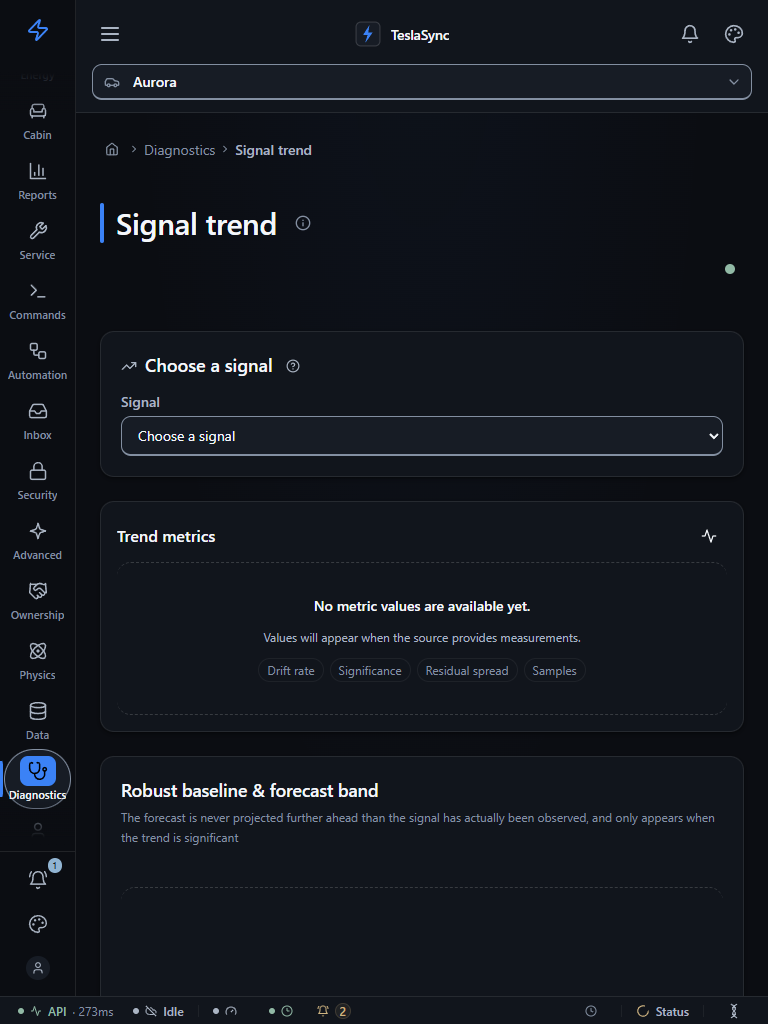 TeslaSync
Aurora
Energy
Cabin
Reports
Service
Commands
Automation
Inbox
Security
Advanced
Ownership
Physics
Data
Diagnostics
1
Diagnostics
Signal trend
Signal trend
Choose a signal
Signal
Choose a signal
Trend metrics
No metric values are available yet.
Values will appear when the source provides measurements.
Drift rate
Significance
Residual spread
Samples
Robust baseline & forecast band
The forecast is never projected further ahead than the signal has actually been observed, and only appears when
the trend is significant
API · 273ms
Idle
2
Status